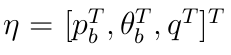 η = [p_b^T, θ_b^T, q^T]^T